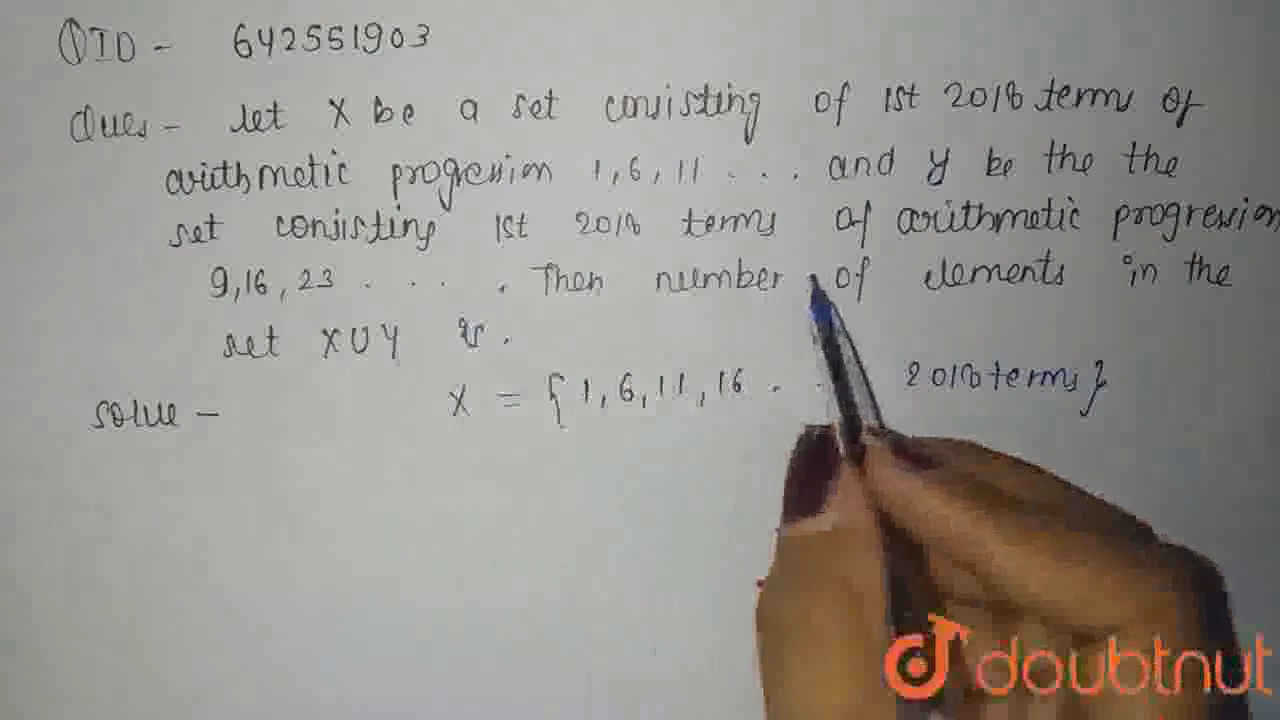 QID - 642551903
Ques - let X be a set consisting of 1st 2018 terms of
arithmetic progression 1, 6, 11 . . . and y be the the
set conisting 1st 2018 terms of arithmetic progression
9, 16, 23 . . . . Then number of elements in the
set X U Y is .
Solve - X = { 1, 6, 11, 16 . . 2018 terms }
doubtnut